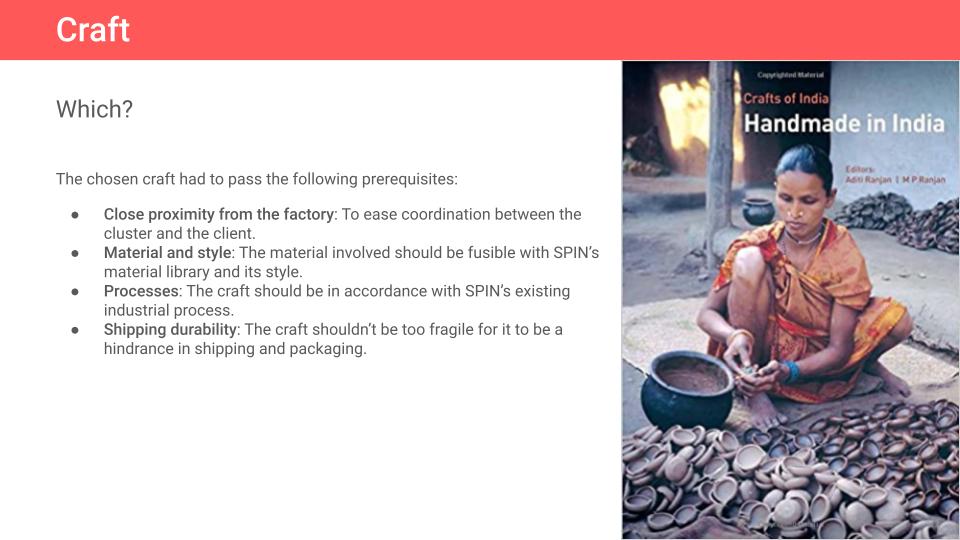 Craft
Which?
The chosen craft had to pass the following prerequisites:
● Close proximity from the factory: To ease coordination between the
cluster and the client.
● Material and style: The material involved should be fusible with SPIN’s
material library and its style.
● Processes: The craft should be in accordance with SPIN’s existing
industrial process.
● Shipping durability: The craft shouldn’t be too fragile for it to be a
hindrance in shipping and packaging.
Copyrighted Material
Crafts of India
Handmade in India
Editors:
Aditi Ranjan | M P Ranjan